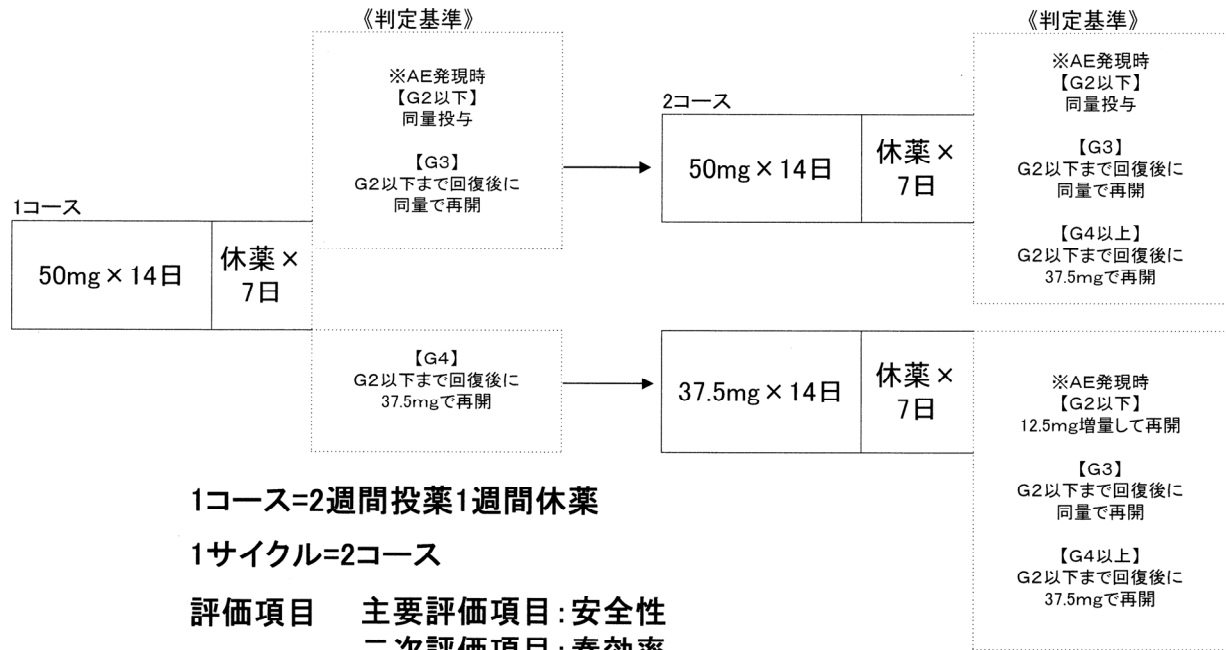 《判定基準》
※AE発現時
【G2以下】
同量投与
【G3】
G2以下まで回復後に
同量で再開
1コース
50mg×14日
休薬×
7日
【G4】
G2以下まで回復後に
37.5mgで再開
2コース
50mg×14日
休薬×
7日
37.5mg×14日
休薬×
7日
《判定基準》
※AE発現時
【G2以下】
同量投与
【G3】
G2以下まで回復後に
同量で再開
【G4以上】
G2以下まで回復後に
37.5mgで再開
※AE発現時
【G2以下】
12.5mg増量して再開
【G3】
G2以下まで回復後に
同量で再開
【G4以上】
G2以下まで回復後に
37.5mgで再開
1コース=2週間投薬1週間休薬
1サイクル=2コース
評価項目 主要評価項目:安全性
二次評価項目:奏効率